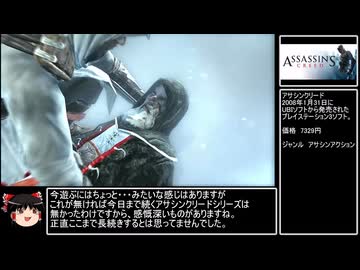 ASSASSIN'S
CREED
アサシンクリード
2008年1月31日に
UBIソフトから発売された
プレイステーション3ソフト。
価格 7329円
ジャンル アサシンアクション
今遊ぶにはちょっと・・・みたいな感じはありますが
これが無ければ今日まで続くアサシンクリードシリーズは
無かったわけですから、感慨深いものがありますね。
正直ここまで長続きするとは思ってませんでした。